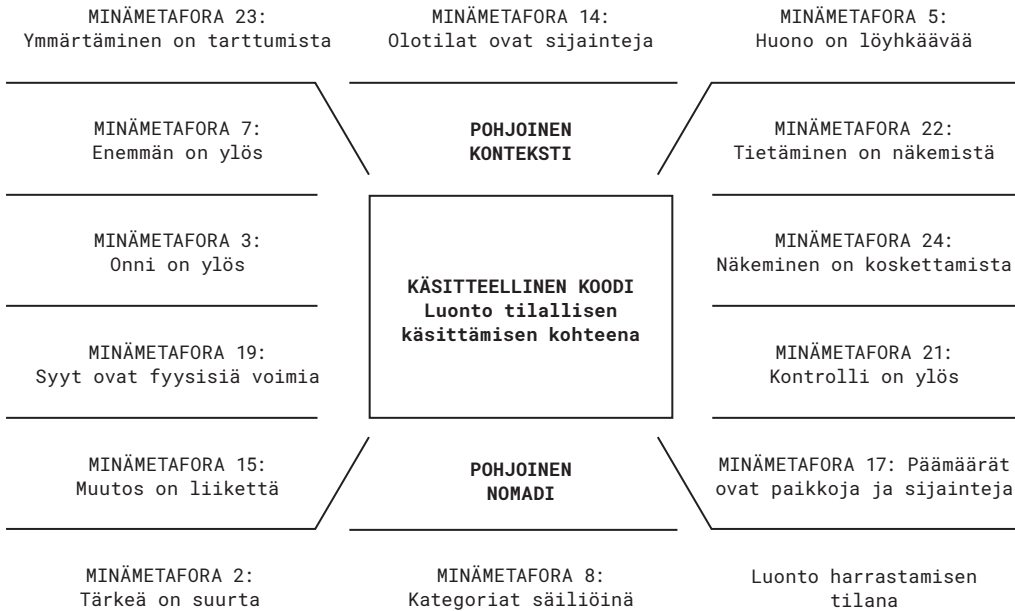 MINÄMETAFORA 23:
Ymmärtäminen on tarttumista
MINÄMETAFORA 14:
Olotilat ovat sijainteja
MINÄMETAFORA 5:
Huono on löyhkäävää
MINÄMETAFORA 7:
Enemmän on ylös
POHJOINEN
KONTEKSTI
MINÄMETAFORA 22:
Tietäminen on näkemistä
MINÄMETAFORA 3:
Onni on ylös
KÄSITTEELLINEN KOODI
Luonto tilallisen
käsittämisen kohteena
MINÄMETAFORA 24:
Näkeminen on koskettamista
MINÄMETAFORA 19:
Syyt ovat fyysisiä voimia
MINÄMETAFORA 21:
Kontrolli on ylös
MINÄMETAFORA 15:
Muutos on liikettä
POHJOINEN
NOMADI
MINÄMETAFORA 17: Päämäärät
ovat paikkoja ja sijainteja
MINÄMETAFORA 2:
Tärkeä on suurta
MINÄMETAFORA 8:
Kategoriat säiliöinä
Luonto harrastamisen
tilana